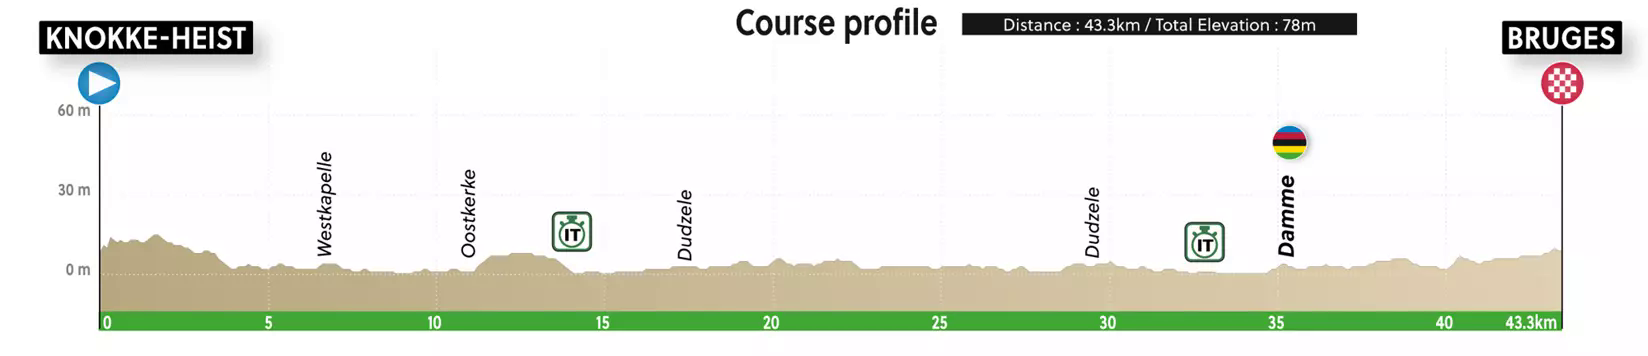 Course profile
Distance : 43.3km / Total Elevation : 78m
KNOKKE-HEIST
BRUGES
60 m
30 m
0 m
Westkapelle
Oostkerke
IT
Dudzele
Dudzele
IT
Damme
0 5 10 15 20 25 30 35 40 43.3km